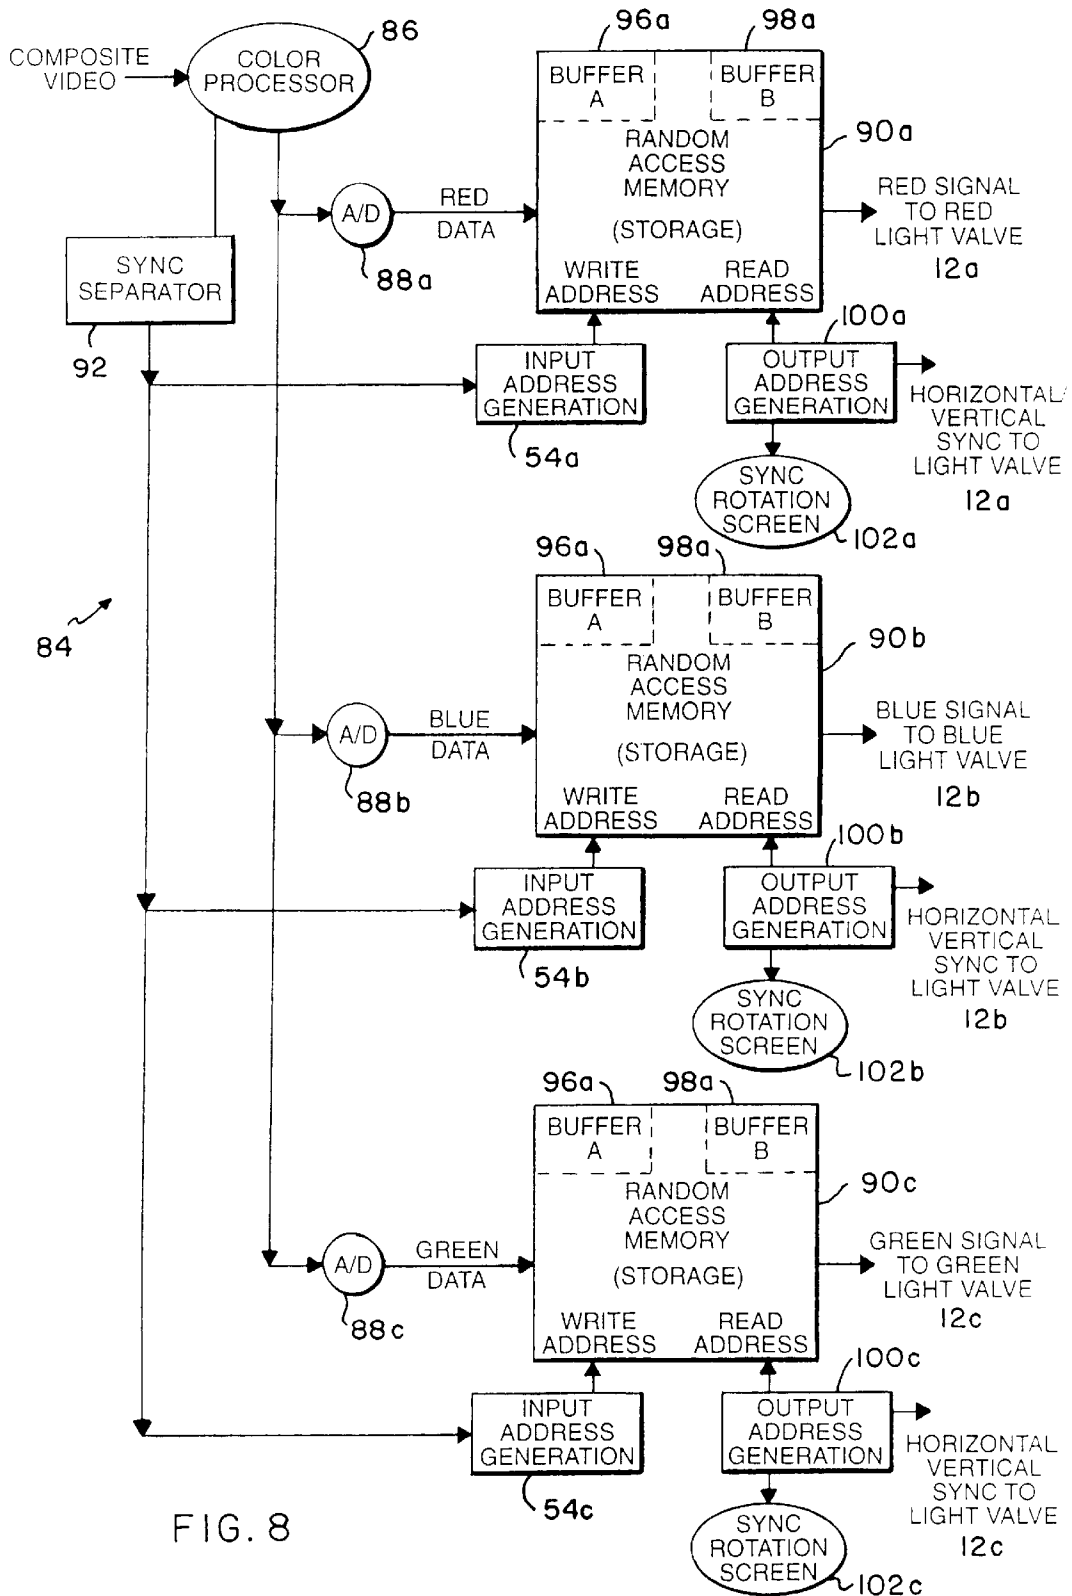 COMPOSITE
VIDEO
86
COLOR
PROCESSOR
96a
98a
BUFFER
A
BUFFER
B
90a
RANDOM
ACCESS
MEMORY
(STORAGE)
WRITE
ADDRESS
READ
ADDRESS
A/D
88a
RED
DATA
RED SIGNAL
TO RED
LIGHT VALVE
12a
SYNC
SEPARATOR
92
INPUT
ADDRESS
GENERATION
54a
100a
OUTPUT
ADDRESS
GENERATION
HORIZONTAL/
VERTICAL
SYNC TO
LIGHT VALVE
12a
SYNC
ROTATION
SCREEN
102a
84
96a
98a
BUFFER
A
BUFFER
B
90b
RANDOM
ACCESS
MEMORY
(STORAGE)
WRITE
ADDRESS
READ
ADDRESS
A/D
88b
BLUE
DATA
BLUE SIGNAL
TO BLUE
LIGHT VALVE
12b
INPUT
ADDRESS
GENERATION
54b
100b
OUTPUT
ADDRESS
GENERATION
HORIZONTAL
VERTICAL
SYNC TO
LIGHT VALVE
12b
SYNC
ROTATION
SCREEN
102b
96a
98a
BUFFER
A
BUFFER
B
90c
RANDOM
ACCESS
MEMORY
(STORAGE)
WRITE
ADDRESS
READ
ADDRESS
A/D
88c
GREEN
DATA
GREEN SIGNAL
TO GREEN
LIGHT VALVE
12c
INPUT
ADDRESS
GENERATION
54c
100c
OUTPUT
ADDRESS
GENERATION
HORIZONTAL
VERTICAL
SYNC TO
LIGHT VALVE
12c
SYNC
ROTATION
SCREEN
102c
FIG. 8